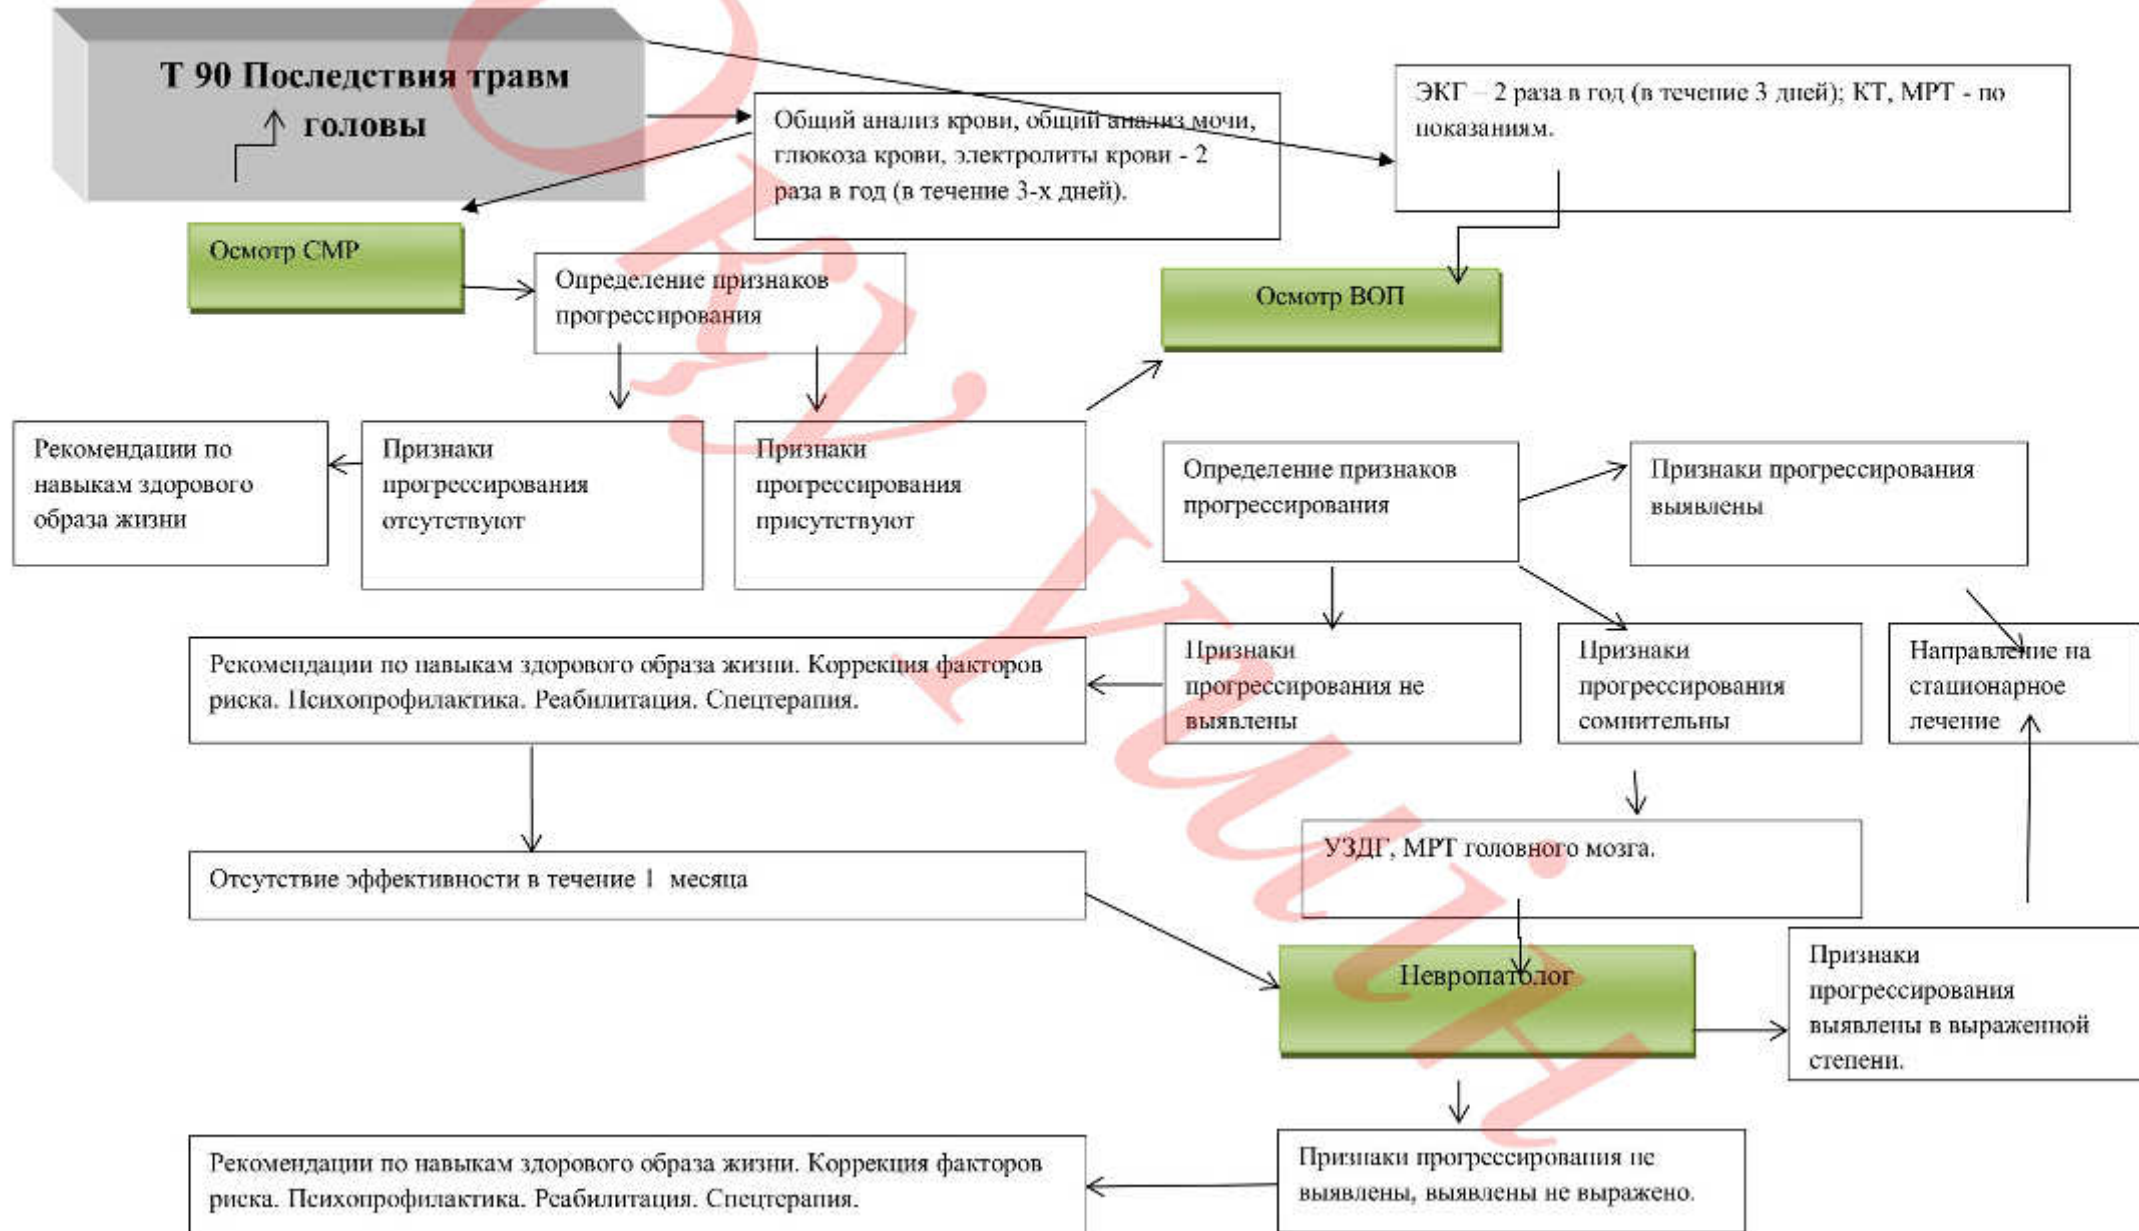 Т 90 Последствия травм
головы
Общий анализ крови, общий анализ мочи,
глюкоза крови, электролиты крови - 2
раза в год (в течение 3-х дней).
ЭКГ – 2 раза в год (в течение 3 дней); КТ, МРТ - по
показаниям.
Осмотр СМР
Определение признаков
прогрессирования
Осмотр ВОП
Рекомендации по
навыкам здорового
образа жизни
Признаки
прогрессирования
отсутствуют
Признаки
прогрессирования
присутствуют
Определение признаков
прогрессирования
Признаки прогрессирования
выявлены
Рекомендации по навыкам здорового образа жизни. Коррекция факторов
риска. Психопрофилактика. Реабилитация. Спецтерапия.
Признаки
прогрессирования не
выявлены
Признаки
прогрессирования
сомнительны
Направление на
стационарное
лечение
Отсутствие эффективности в течение 1 месяца
УЗДГ, МРТ головного мозга.
Невропатолог
Признаки
прогрессирования
выявлены в выраженной
степени.
Рекомендации по навыкам здорового образа жизни. Коррекция факторов
риска. Психопрофилактика. Реабилитация. Спецтерапия.
Признаки прогрессирования не
выявлены, выявлены не выражено.
Оқу үшін